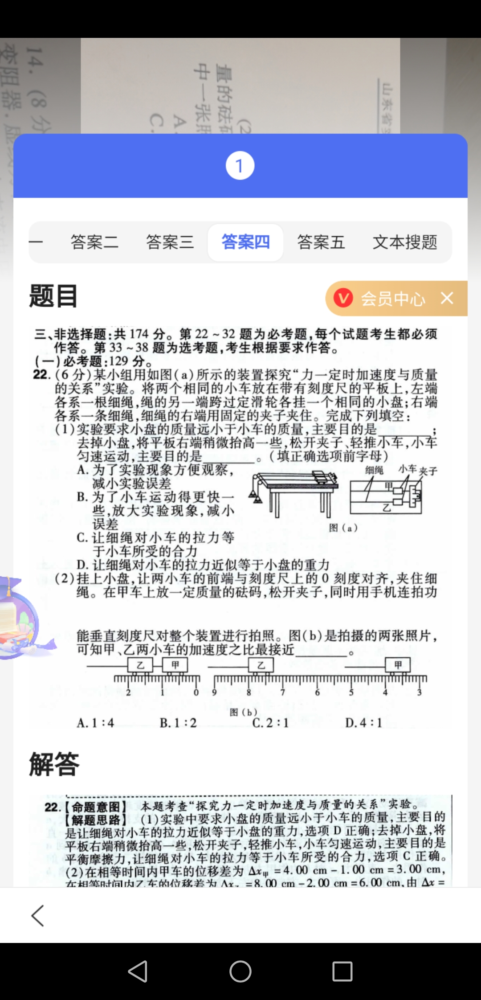 14. (8分
变阻器.
量的砝码
中一张照
(2
A.
C.
山东省
1
一
答案二
答案三
答案四
答案五
文本搜题
题目
V 会员中心 ×
三、非选择题:共 174 分。第 22 ~ 32 题为必考题,每个试题考生都必须
作答。第 33 ~ 38 题为选考题,考生根据要求作答。
(一)必考题:129 分。
22. (6 分)某小组用如图(a)所示的装置探究“力一定时加速度与质量
的关系”实验。将两个相同的小车放在带有刻度尺的平板上,左端
各系一根细绳,绳的另一端跨过定滑轮各挂一个相同的小盘;右端
各系一条细绳,细绳的右端用固定的夹子夹住。完成下列填空:
(1)实验要求小盘的质量远小于小车的质量,主要目的是________;
去掉小盘,将平板右端稍微抬高一些,松开夹子、轻推小车,小车
匀速运动,主要目的是________。(填正确选项前字母)
A. 为了实验现象方便观察,
减小实验误差
B. 为了小车运动得更快一
些,放大实验现象,减小
误差
C. 让细绳对小车的拉力等
于小车所受的合力
D. 让细绳对小车的拉力近似等于小盘的重力
细绳 小车 夹子
甲
乙
图(a)
(2)挂上小盘,让两小车的前端与刻度尺上的 0 刻度对齐,夹住细
绳。在甲车上放一定质量的砝码,松开夹子,同时用手机连拍功
能垂直刻度尺对整个装置进行拍照。图(b)是拍摄的两张照片,
可知甲、乙两小车的加速度之比最接近________。
乙 甲 乙 甲
2 1 0 9 8 7 6 5 4 3
图(b)
A. 1∶4 B. 1∶2 C. 2∶1 D. 4∶1
解答
22.【命题意图】 本题考查“探究力一定时加速度与质量的关系”实验。
【解题思路】 (1)实验中要求小盘的质量远小于小车的质量,主要目的
是让细绳对小车的拉力近似等于小盘的重力,选项 D 正确;去掉小盘,将
平板右端稍微抬高一些,松开夹子,轻推小车,小车匀速运动,主要目的是
平衡摩擦力,让细绳对小车的拉力等于小车所受的合力,选项 C 正确。
(2)在相等时间内甲车的位移差为 Δx甲 = 4.00 cm - 1.00 cm = 3.00 cm,
在相等时间内乙车的位移差为 Δx乙 = 8.00 cm - 2.00 cm = 6.00 cm,由 Δx =